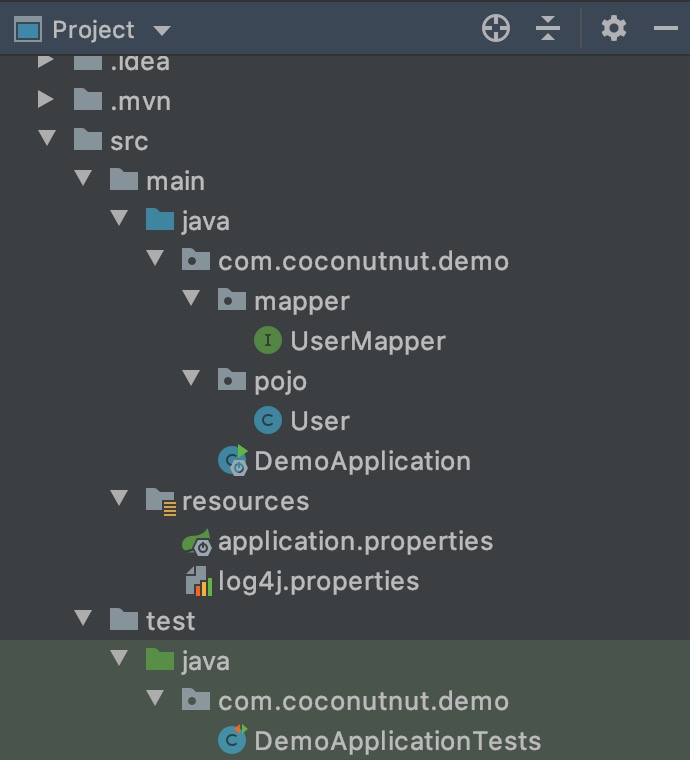 Project
.idea
.mvn
src
main
java
com.coconutnut.demo
mapper
UserMapper
pojo
User
DemoApplication
resources
application.properties
log4j.properties
test
java
com.coconutnut.demo
DemoApplicationTests